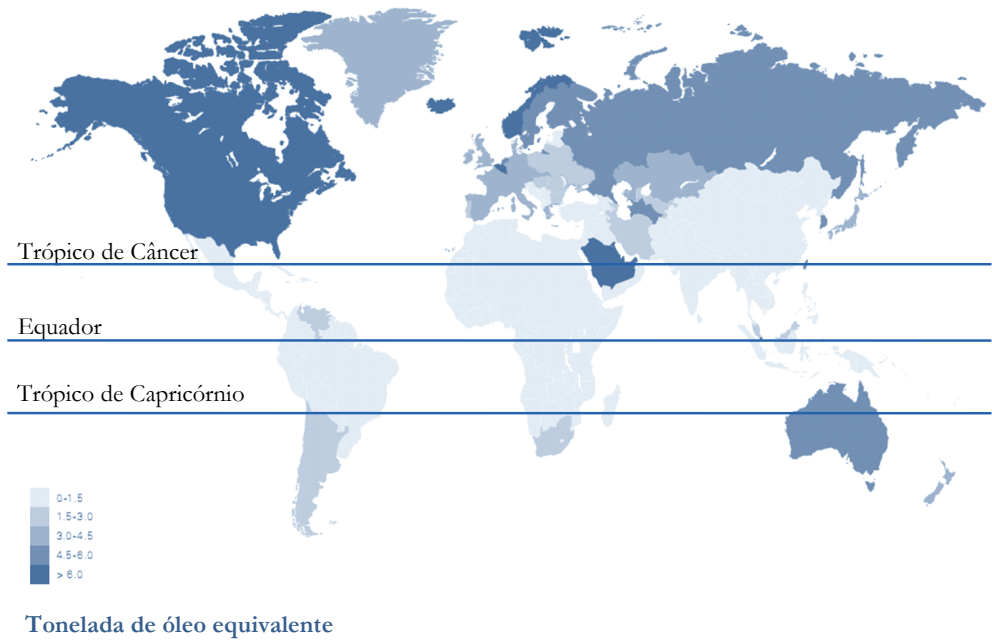 Trópico de Câncer
Equador
Trópico de Capricórnio
0-1.5
1.5-3.0
3.0-4.5
4.5-6.0
> 6.0
Tonelada de óleo equivalente